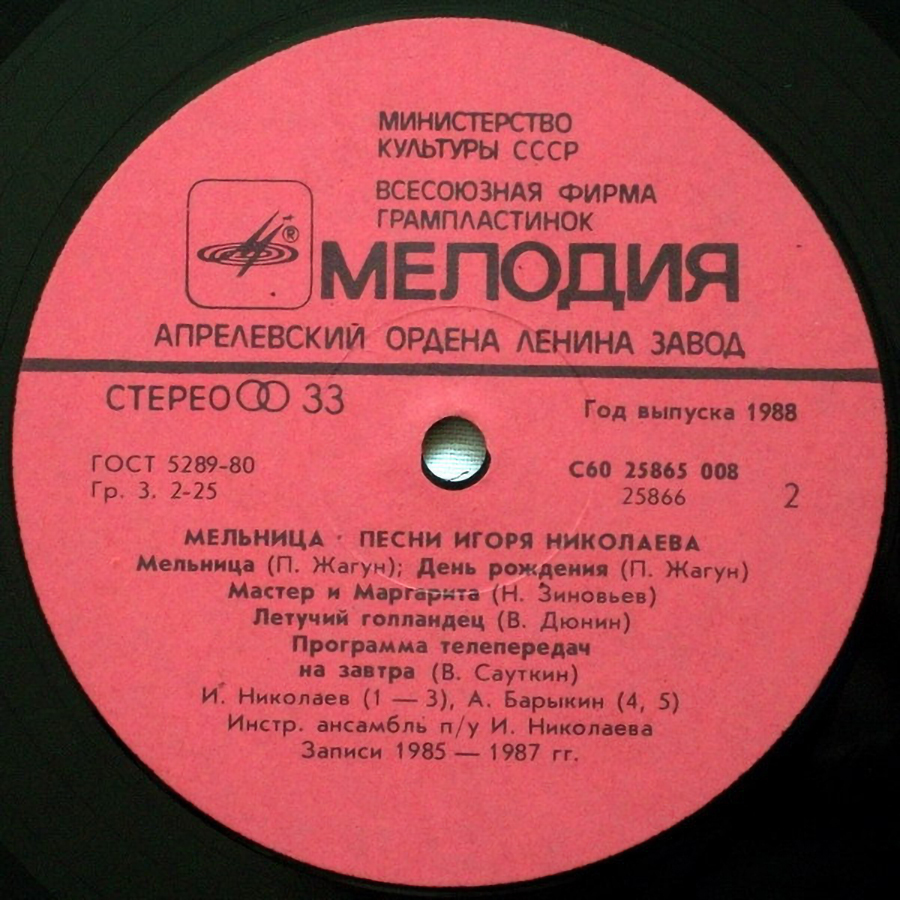 МИНИСТЕРСТВО
КУЛЬТУРЫ СССР
ВСЕСОЮЗНАЯ ФИРМА
ГРАМПЛАСТИНОК
®
МЕЛОДИЯ
АПРЕЛЕВСКИЙ ОРДЕНА ЛЕНИНА ЗАВОД
СТЕРЕО 33
Год выпуска 1988
ГОСТ 5289-80
Гр. 3. 2-25
С60 25865 008
25866
2
МЕЛЬНИЦА · ПЕСНИ ИГОРЯ НИКОЛАЕВА
Мельница (П. Жагун); День рождения (П. Жагун)
Мастер и Маргарита (Н. Зиновьев)
Летучий голландец (В. Дюнин)
Программа телепередач
на завтра (В. Сауткин)
И. Николаев (1 — 3), А. Барыкин (4, 5)
Инстр. ансамбль п/у И. Николаева
Записи 1985 — 1987 гг.